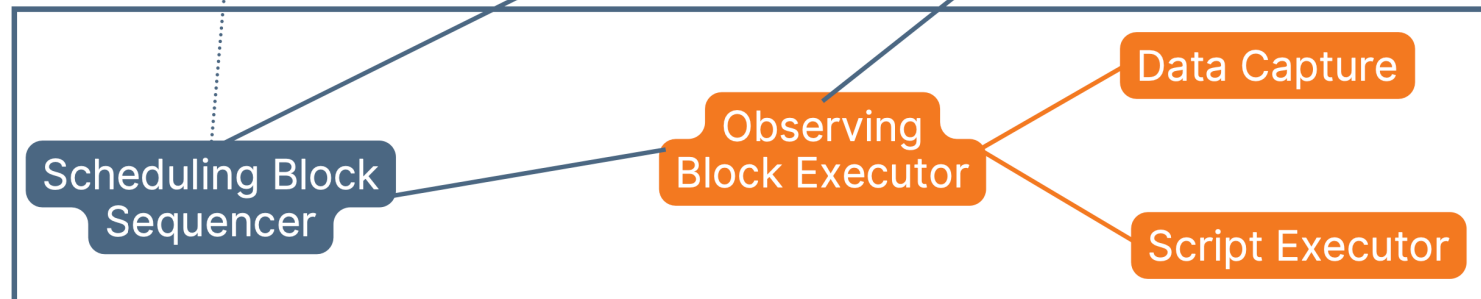 Scheduling Block
Sequencer
Observing
Block Executor
Data Capture
Script Executor